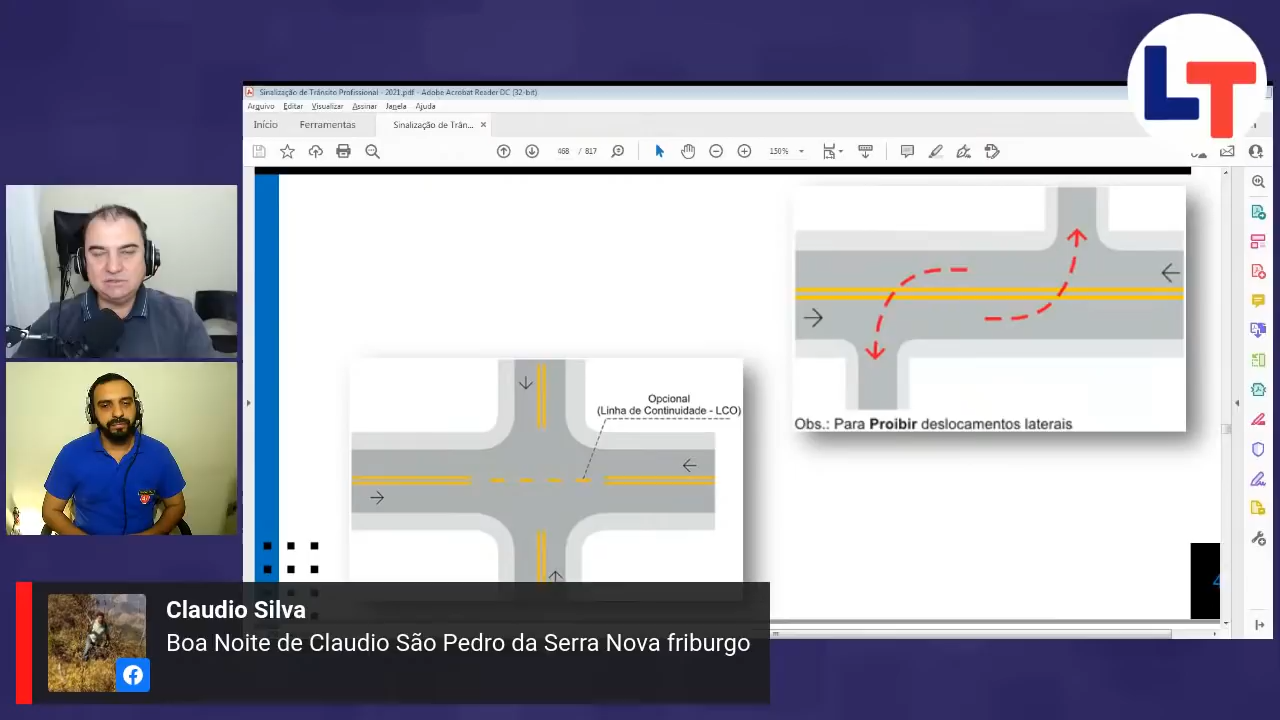 LT
Sinalização de Trânsito Profissional - 2021.pdf - Adobe Acrobat Reader DC (32-bit)
Arquivo Editar Visualizar Assinar Janela Ajuda
Início Ferramentas Sinalização de Trân... ×
468 / 817 150%
Opcional
(Linha de Continuidade - LCO)
Obs.: Para Proibir deslocamentos laterais
Claudio Silva
Boa Noite de Claudio São Pedro da Serra Nova friburgo